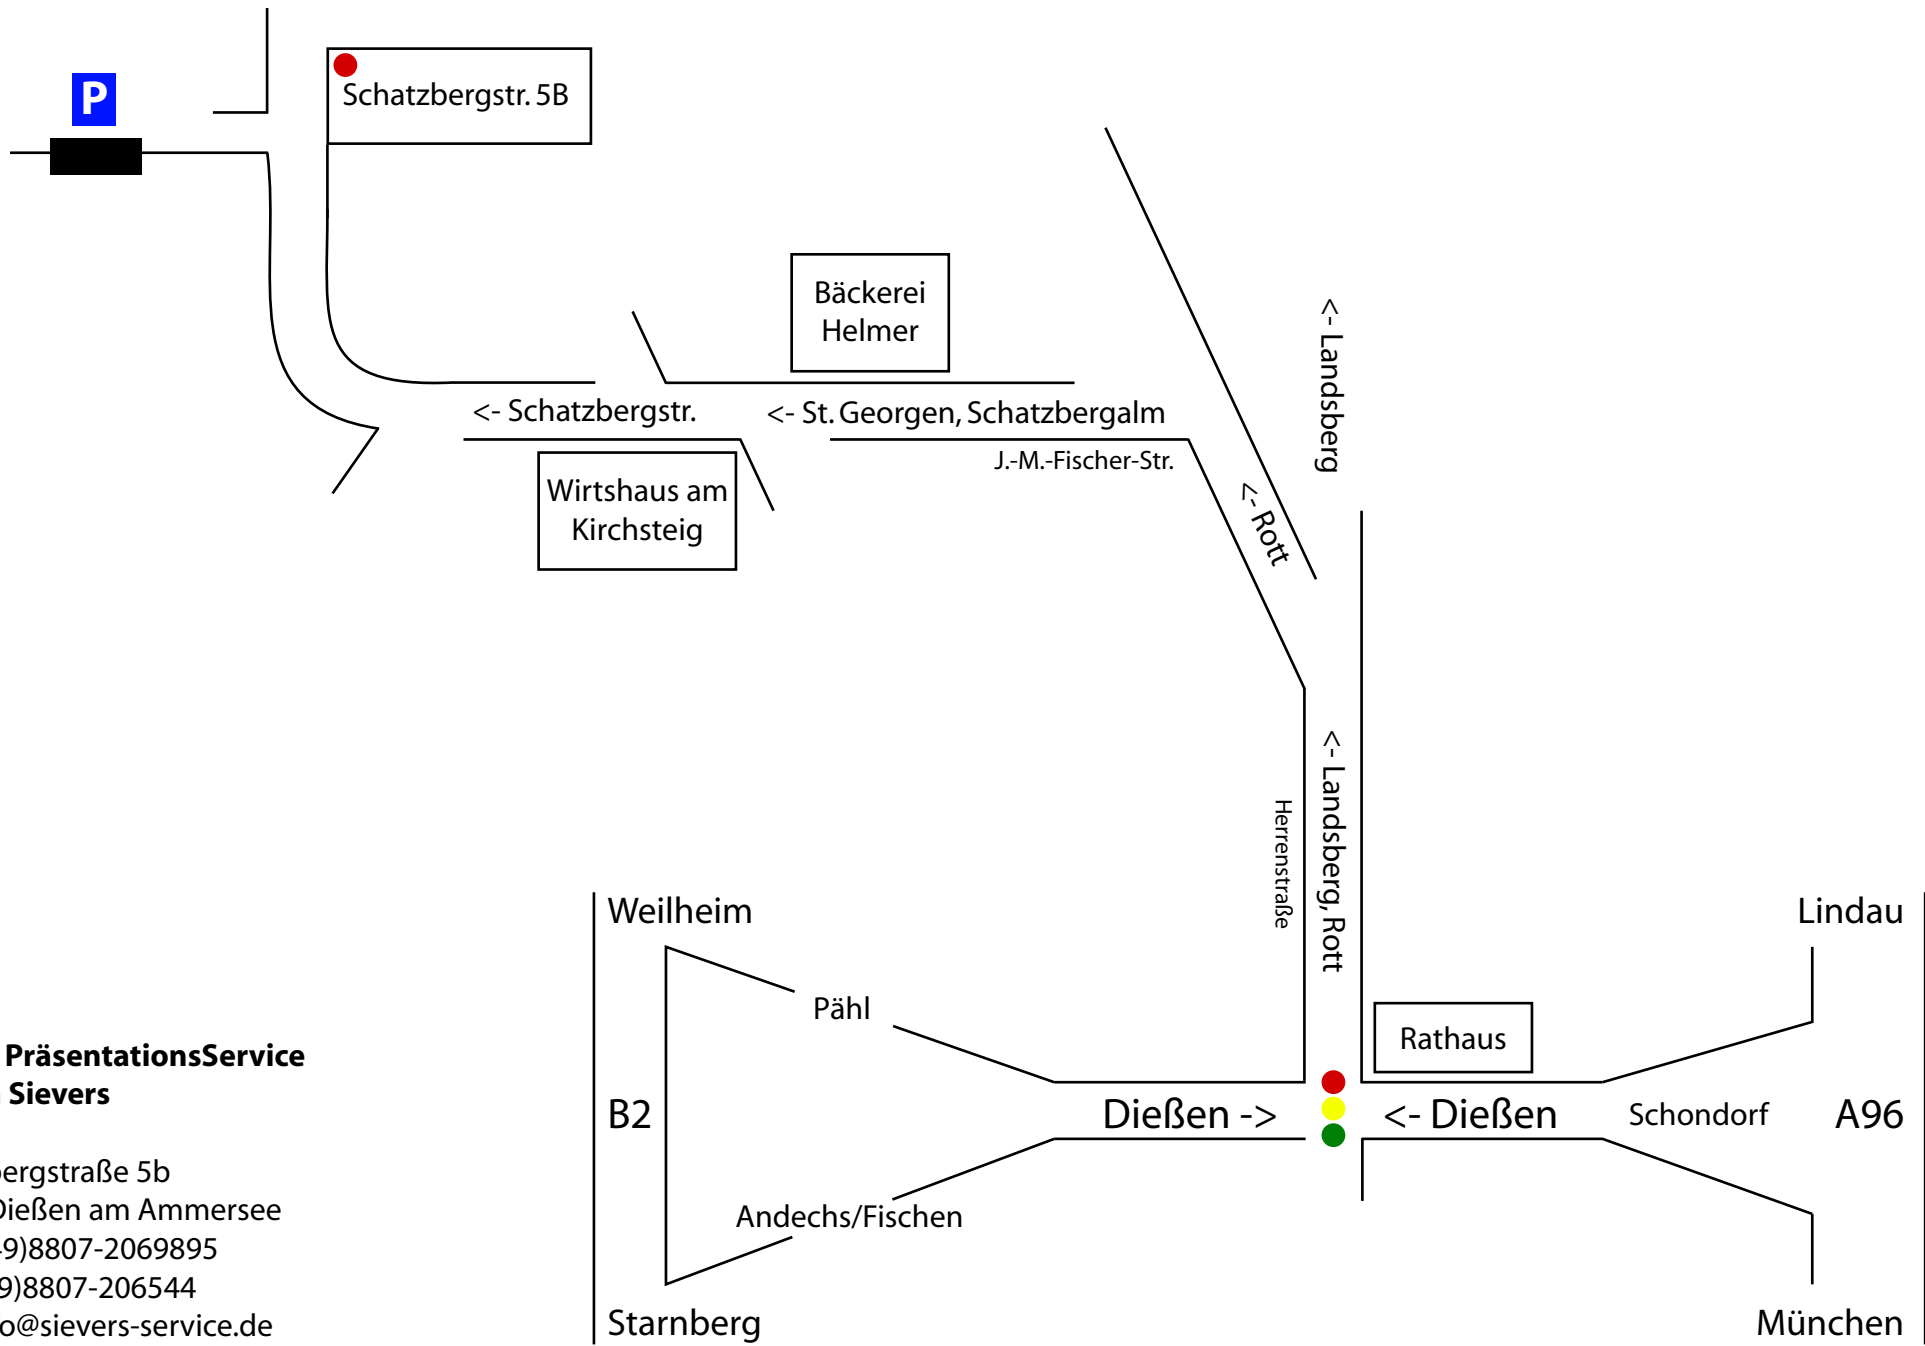 P
Schatzbergstr. 5B
Bäckerei
Helmer
<- Landsberg
<- Schatzbergstr.
<- St. Georgen, Schatzbergalm
J.-M.-Fischer-Str.
<- Rott
Wirtshaus am
Kirchsteig
<- Landsberg, Rott
Herrenstraße
Weilheim
Lindau
Pähl
Rathaus
B2
Dießen ->
<- Dießen
Schondorf
A96
Andechs/Fischen
Starnberg
München
PräsentationsService
Sievers
ergstraße 5b
Dießen am Ammersee
9)8807-2069895
9)8807-206544
o@sievers-service.de